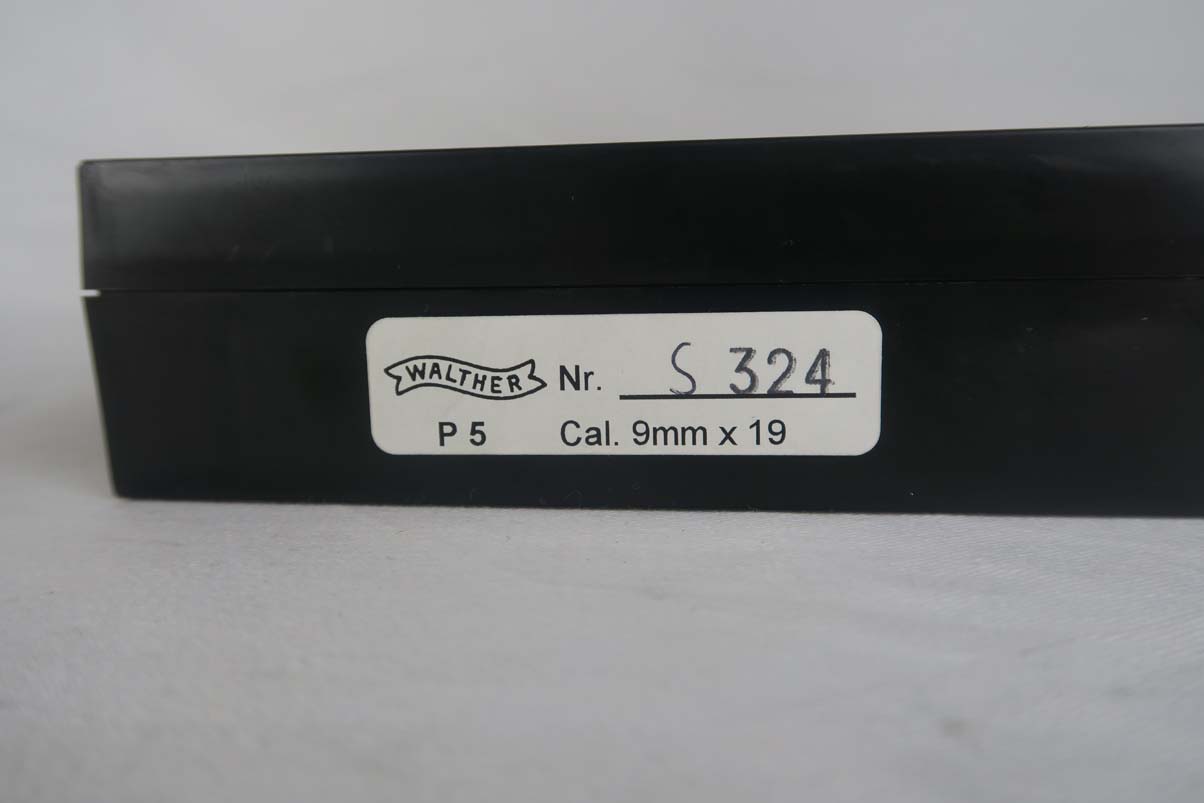 WALTHER Nr. S 324
P 5 Cal. 9mm x 19